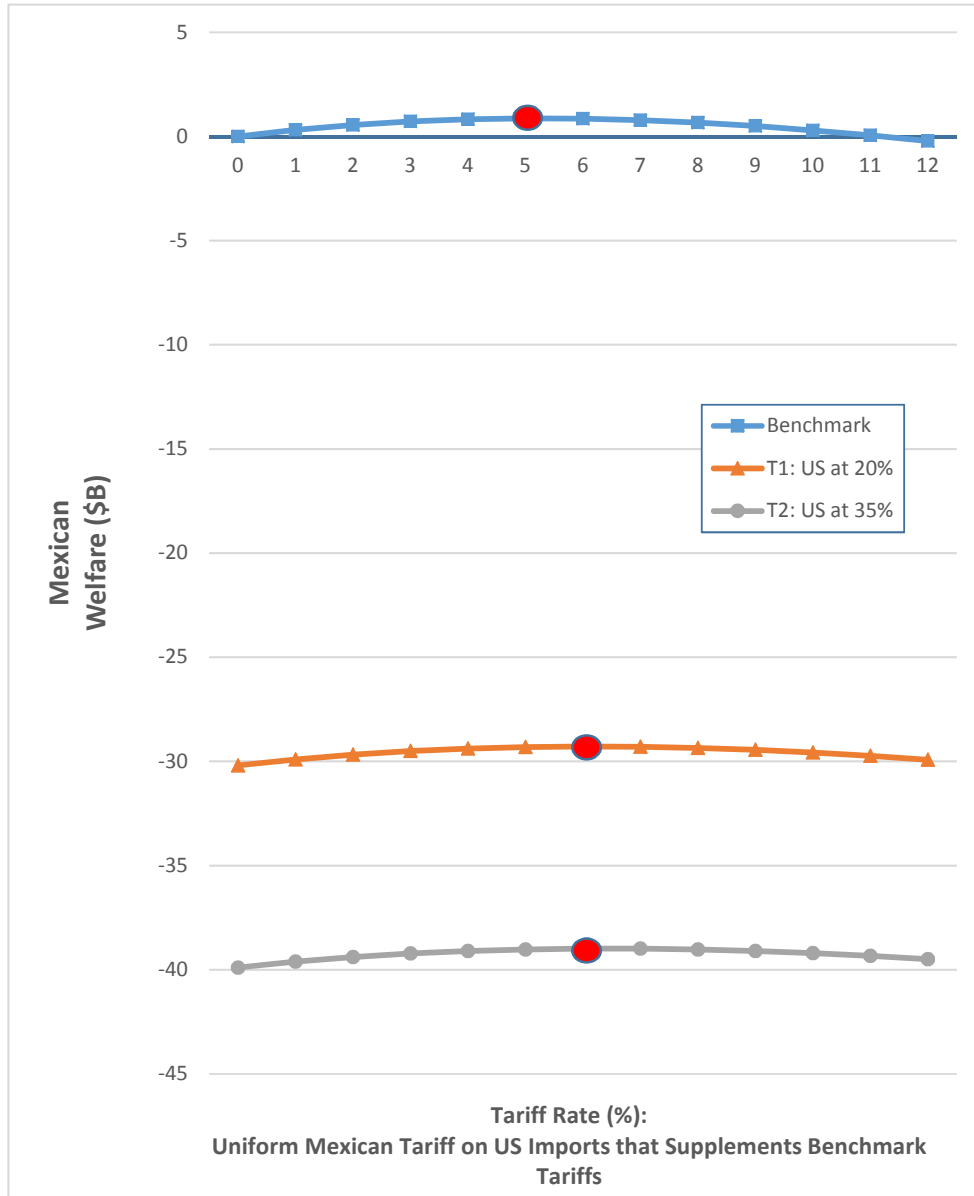 5
0
0 1 2 3 4 5 6 7 8 9 10 11 12
-5
-10
-15
-20
-25
-30
-35
-40
-45
Mexican
Welfare ($B)
Benchmark
T1: US at 20%
T2: US at 35%
Tariff Rate (%):
Uniform Mexican Tariff on US Imports that Supplements Benchmark
Tariffs